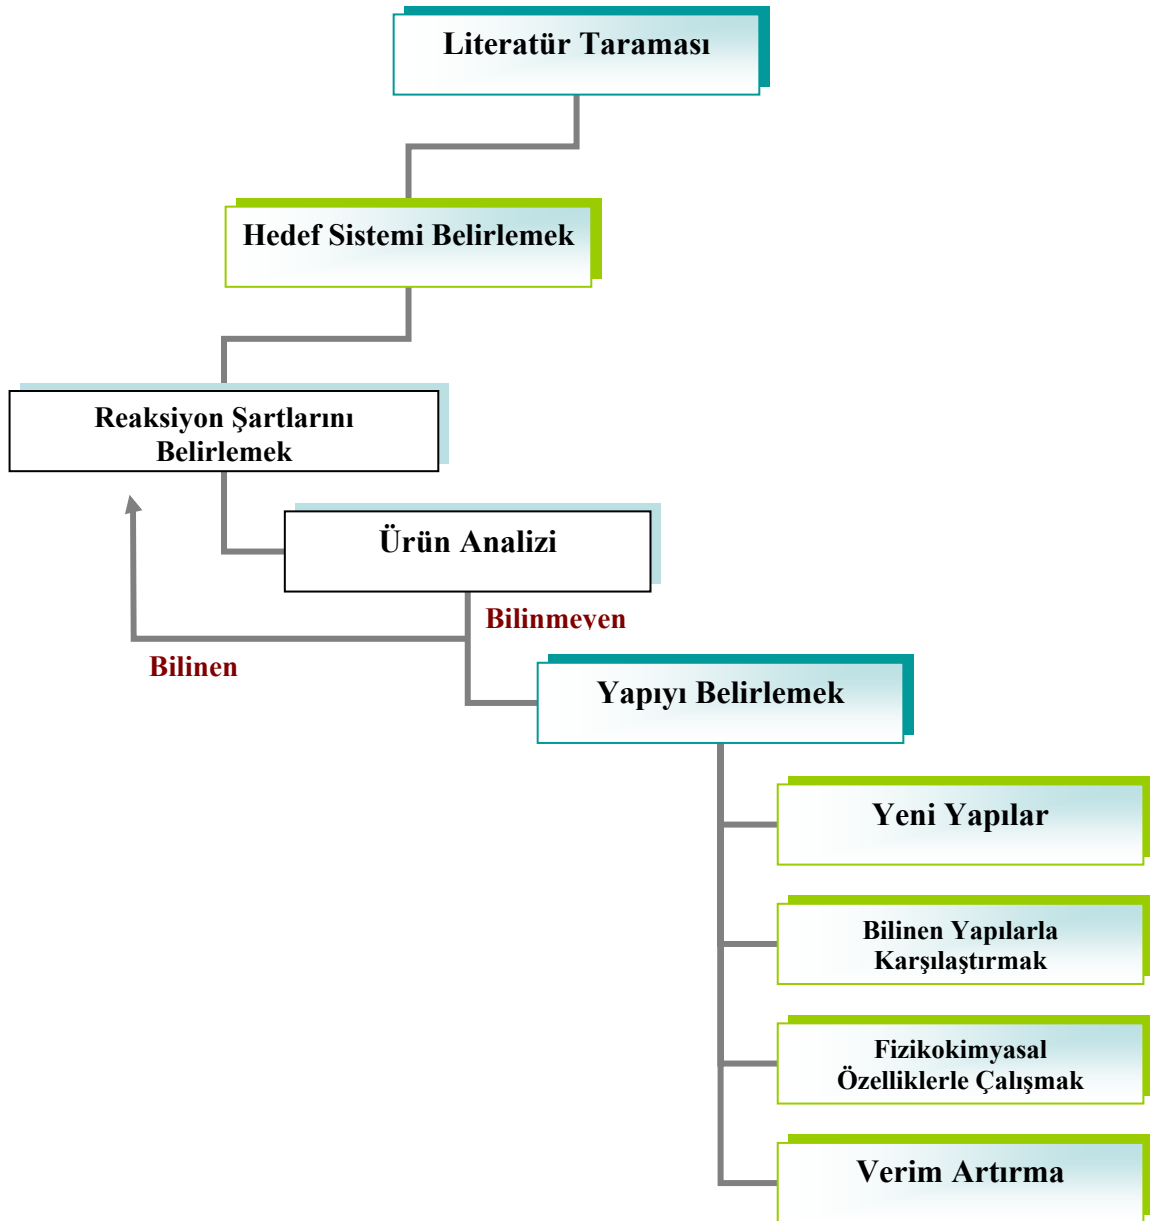 Literatür Taraması
Hedef Sistemi Belirlemek
Reaksiyon Şartlarını
Belirlemek
Ürün Analizi
Bilinmeven
Bilinen
Yapıyı Belirlemek
Yeni Yapılar
Bilinen Yapılarla
Karşılaştırmak
Fizikokimyasal
Özelliklerle Çalışmak
Verim Artırma